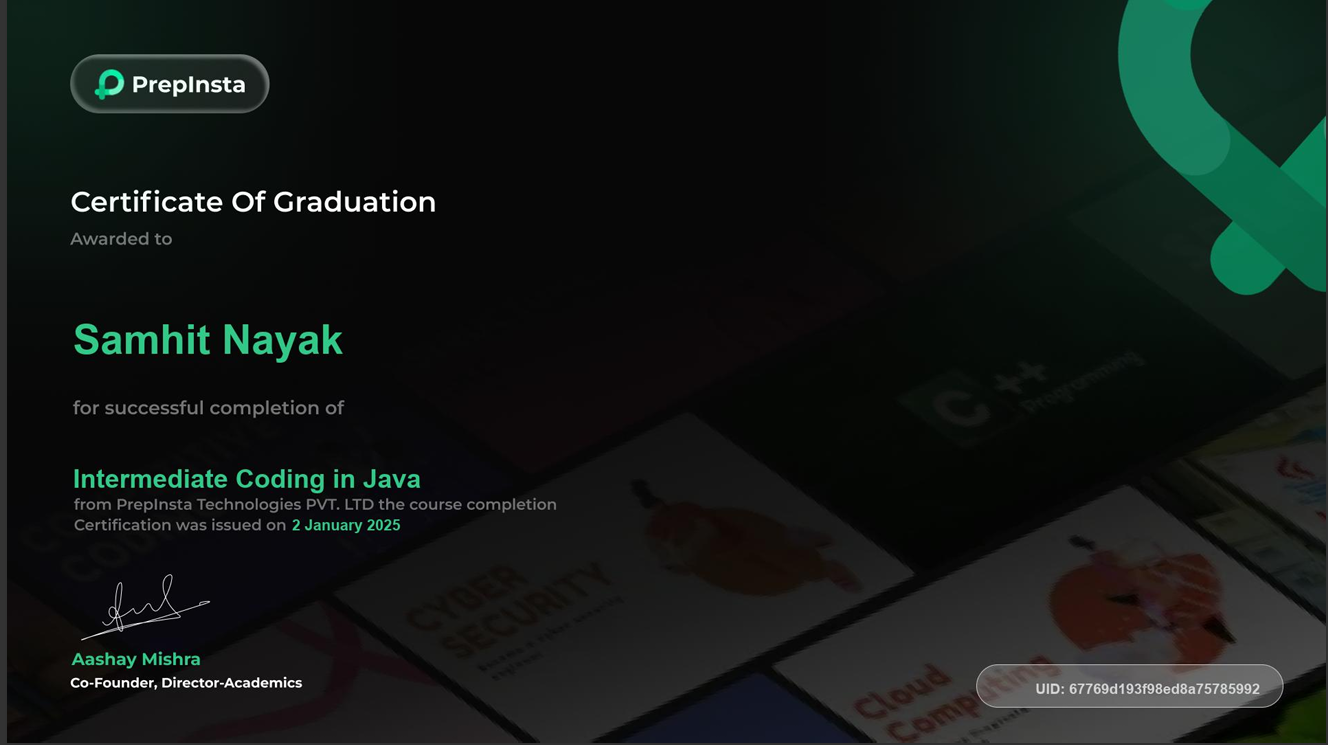 PrepInsta
Certificate Of Graduation
Awarded to
Samhit Nayak
for successful completion of
Intermediate Coding in Java
from PrepInsta Technologies PVT. LTD the course completion
Certification was issued on 2 January 2025
Aashay Mishra
Co-Founder, Director-Academics
C ++
Programming
CYBER
SECURITY
Cloud
Computing
UID: 67769d193f98ed8a75785992